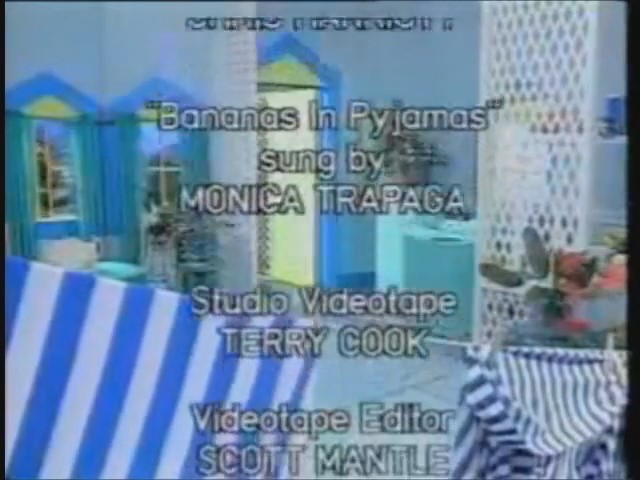 "Bananas In Pyjamas"
sung by
MONICA TRAPAGA
Studio Videotape
TERRY COOK
Videotape Editor
SCOTT MANTLE